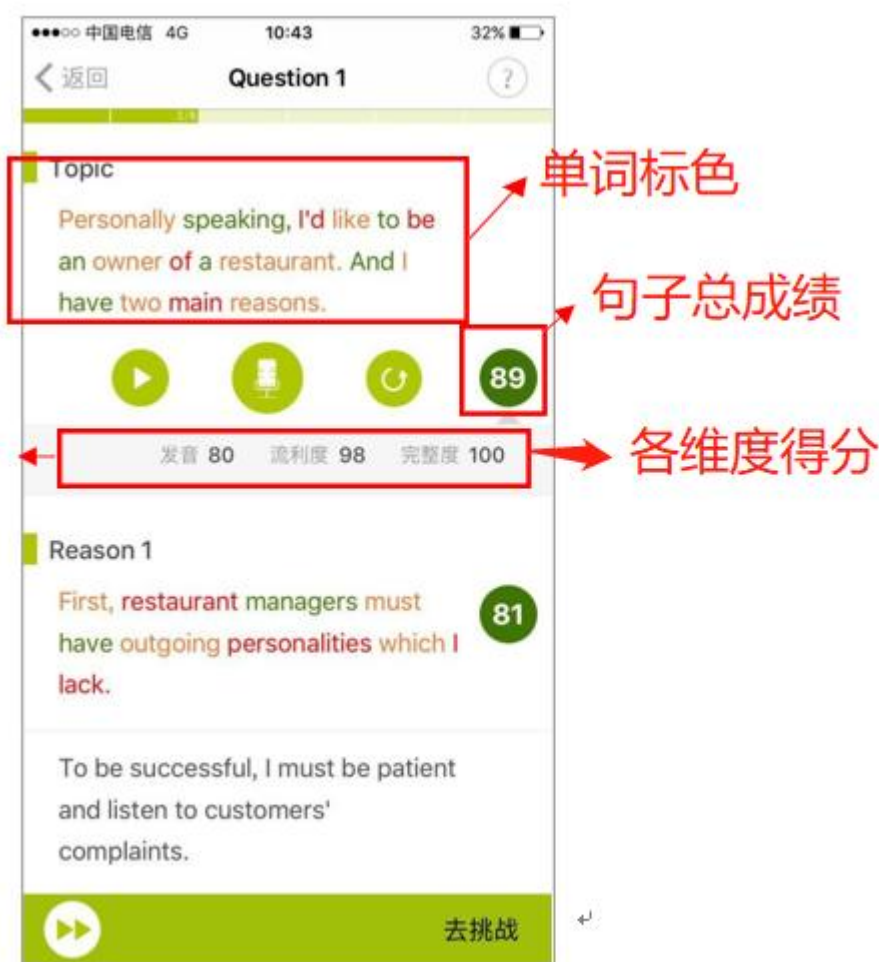 中国电信 4G 10:43 32%
返回 Question 1 ?
Topic
单词标色
Personally speaking, I'd like to be
an owner of a restaurant. And I
have two main reasons.
句子总成绩
89
发音 80 流利度 98 完整度 100
各维度得分
Reason 1
First, restaurant managers must
have outgoing personalities which I
lack.
81
To be successful, I must be patient
and listen to customers'
complaints.
去挑战